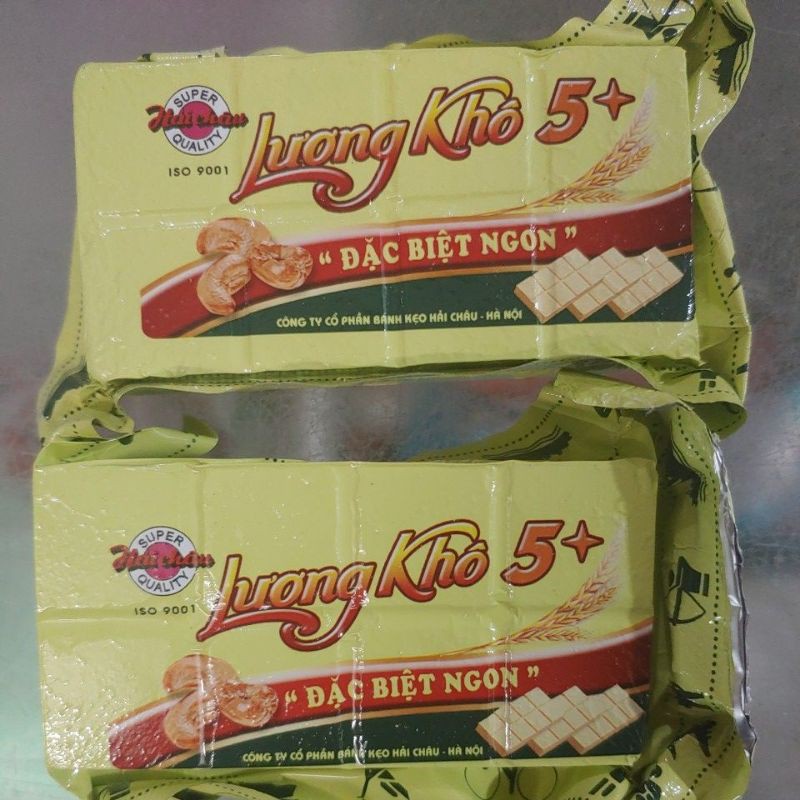 SUPER
Hải châu
QUALITY
ISO 9001
Lương Khô 5+
“ ĐẶC BIỆT NGON ”
CÔNG TY CỔ PHẦN BÁNH KẸO HẢI CHÂU - HÀ NỘI
SUPER
Hải châu
QUALITY
ISO 9001
Lương Khô 5+
“ ĐẶC BIỆT NGON ”
CÔNG TY CỔ PHẦN BÁNH KẸO HẢI CHÂU - HÀ NỘI